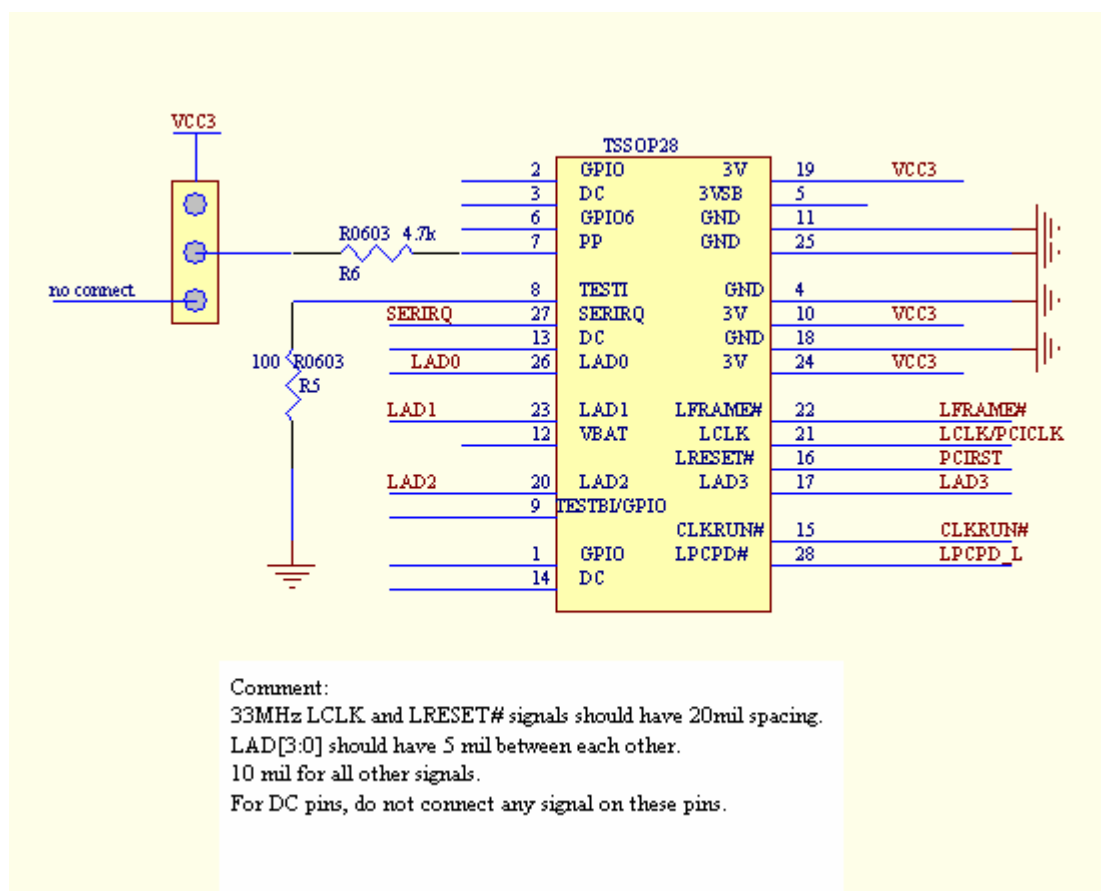 VCC3
TSSOP28
2 GPIO 3V 19 VCC3
3 DC 3VSB 5
6 GPIO6 GND 11
R0603 4.7k 7 PP GND 25
R6
no connect
8 TESTI GND 4
SERIRQ 27 SERIRQ 3V 10 VCC3
13 DC GND 18
100 R0603 LAD0 26 LAD0 3V 24 VCC3
R5
LAD1 23 LAD1 LFRAME# 22 LFRAME#
12 VBAT LCLK 21 LCLK/PCICLK
LRESET# 16 PCIRST
LAD2 20 LAD2 LAD3 17 LAD3
9 TESTBI/GPIO
CLKRUN# 15 CLKRUN#
1 GPIO LPCPD# 28 LPCPD_L
14 DC
Comment:
33MHz LCLK and LRESET# signals should have 20mil spacing.
LAD[3:0] should have 5 mil between each other.
10 mil for all other signals.
For DC pins, do not connect any signal on these pins.